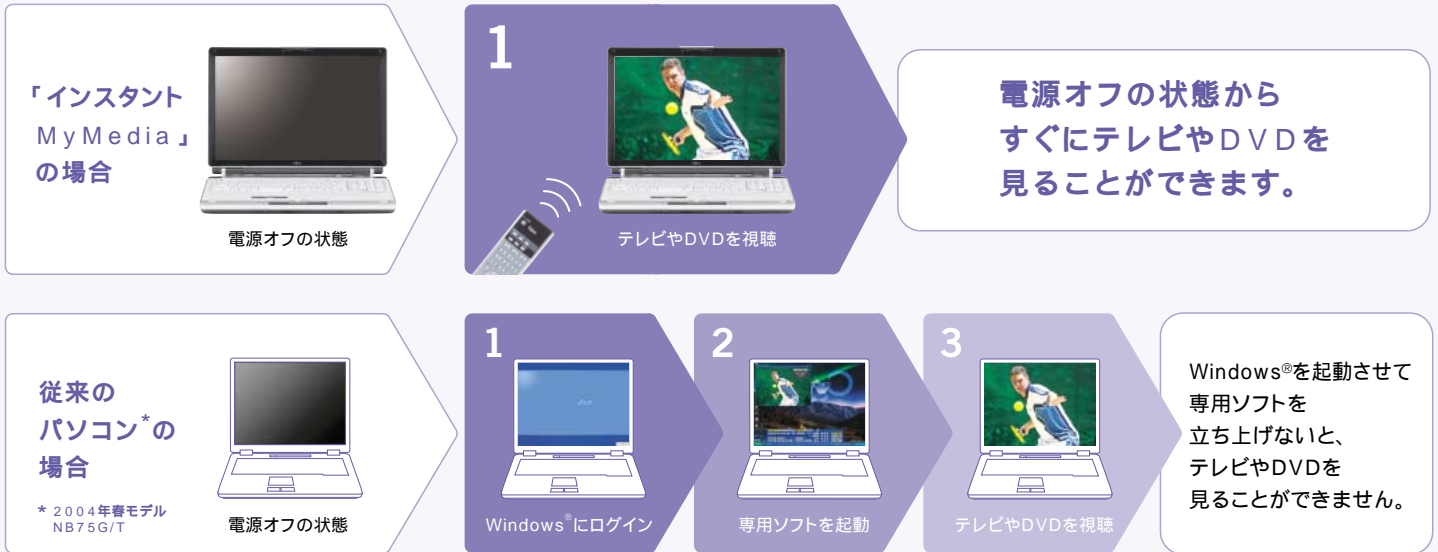 「インスタント
MyMedia」
の場合
電源オフの状態
1
テレビやDVDを視聴
電源オフの状態から
すぐにテレビやDVDを
見ることができます。
従来の
パソコン*の
場合
* 2004年春モデル
NB75G/T
電源オフの状態
1
Windows®にログイン
2
専用ソフトを起動
3
テレビやDVDを視聴
Windows®を起動させて
専用ソフトを
立ち上げないと、
テレビやDVDを
見ることができません。